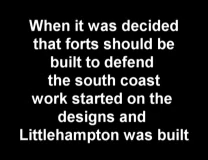 When it was decided
that forts should be
built to defend
the south coast
work started on the
designs and
Littlehampton was built